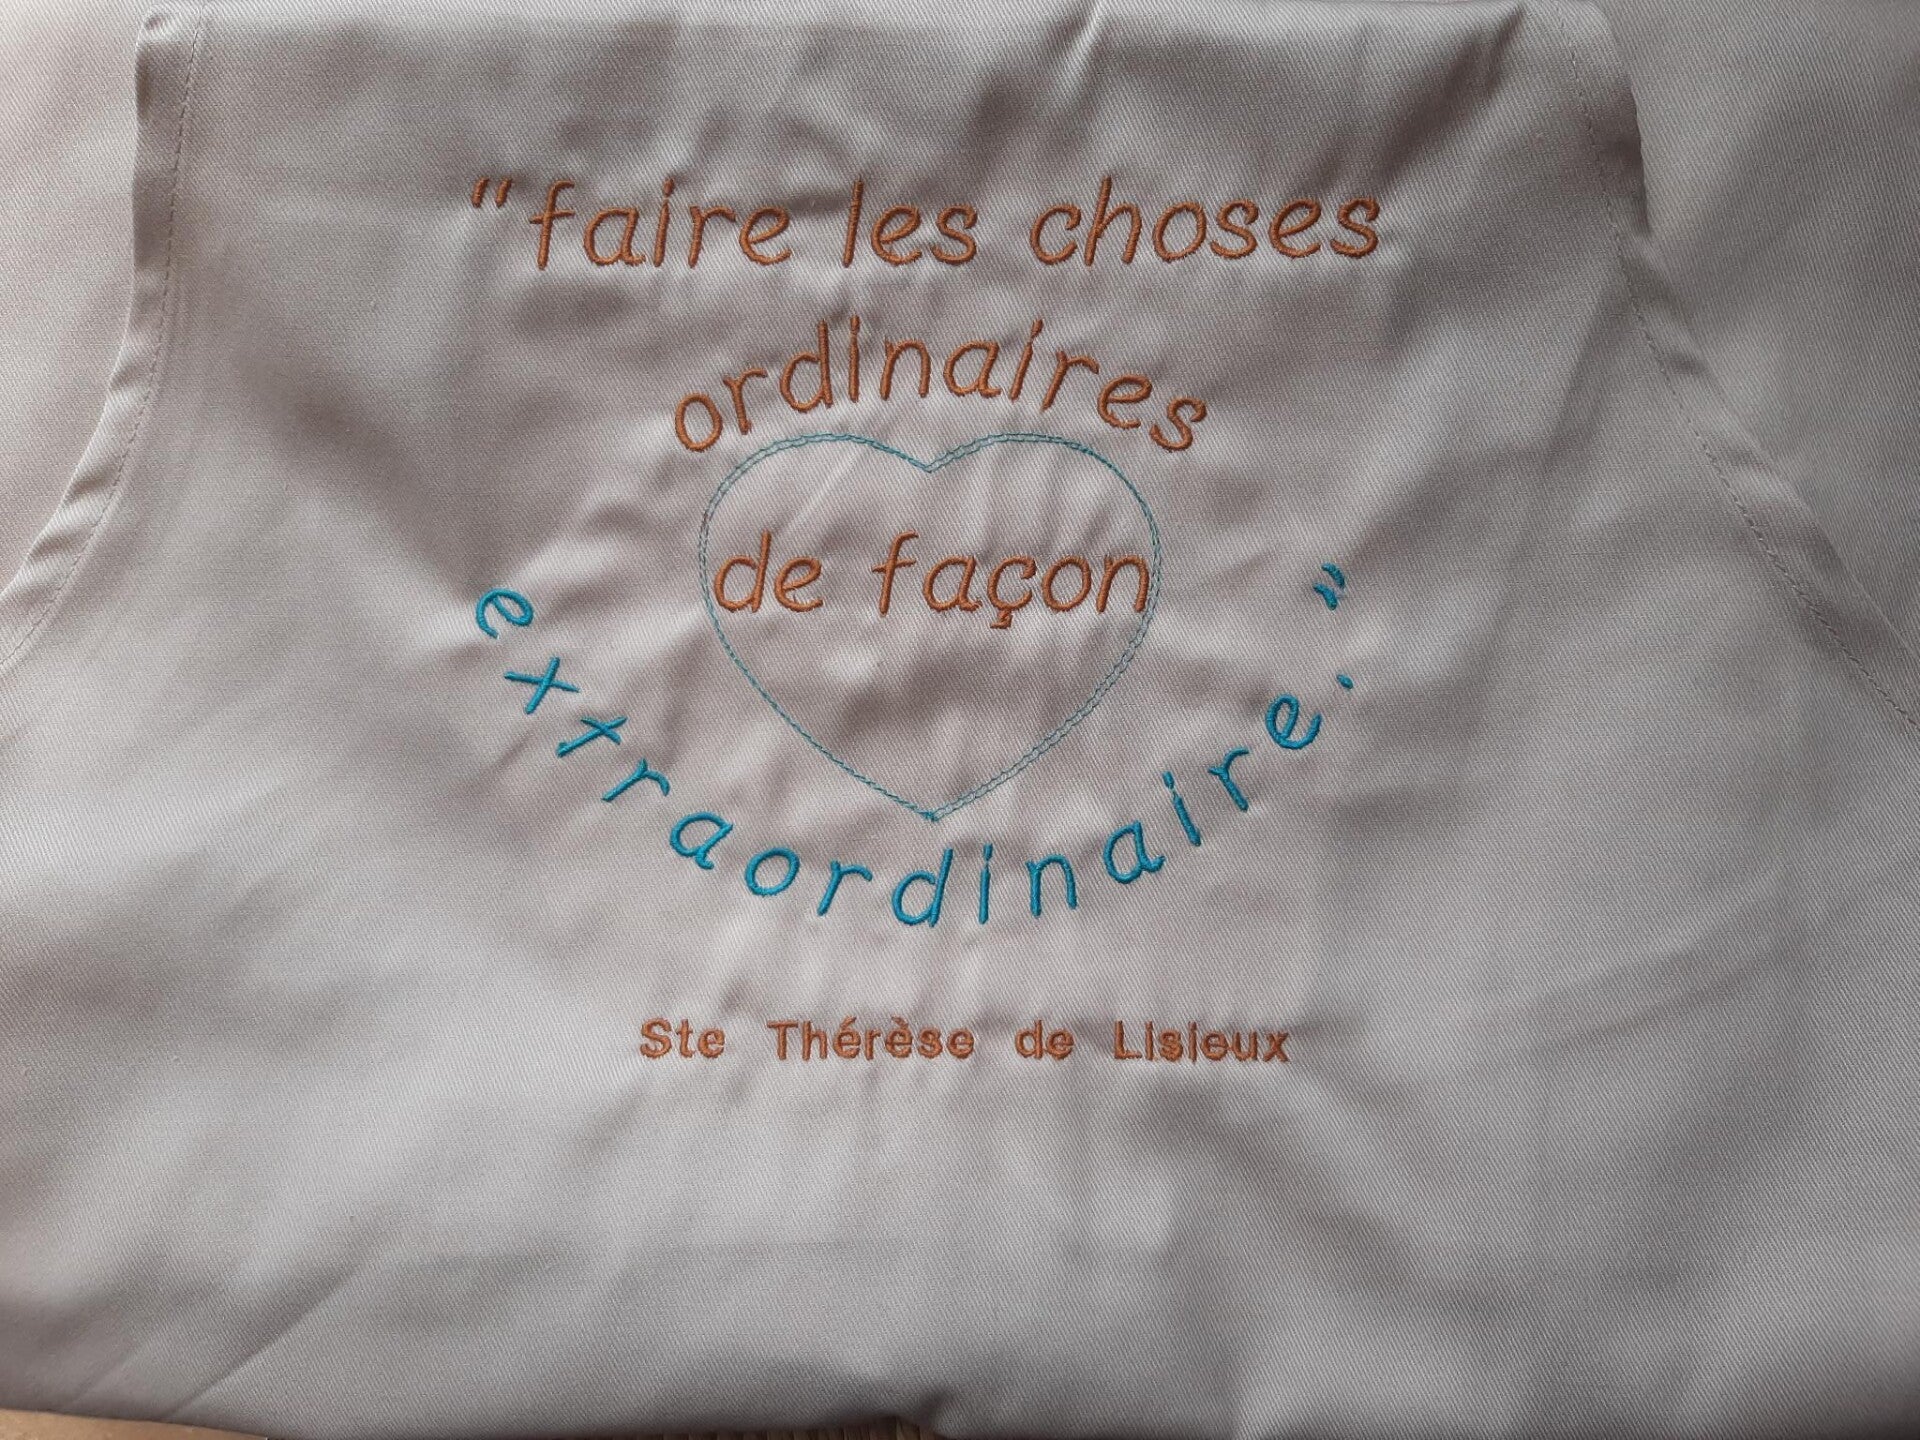 "faire les choses
ordinaires
de façon
extraordinaire."
Ste Thérèse de Lisieux